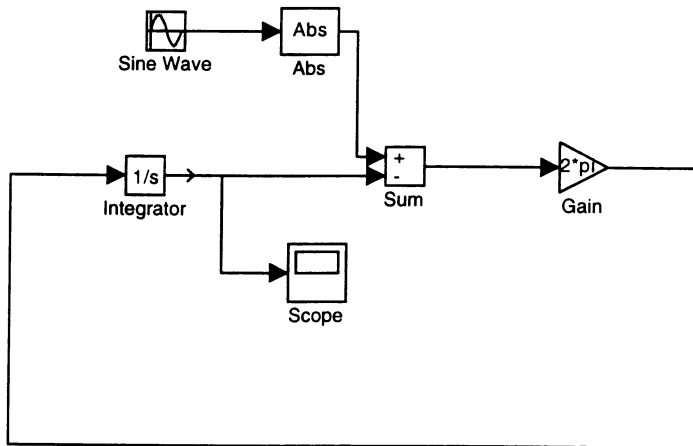 Abs
Sine Wave
Abs
+
-
1/s
2*pi
Integrator
Sum
Gain
Scope